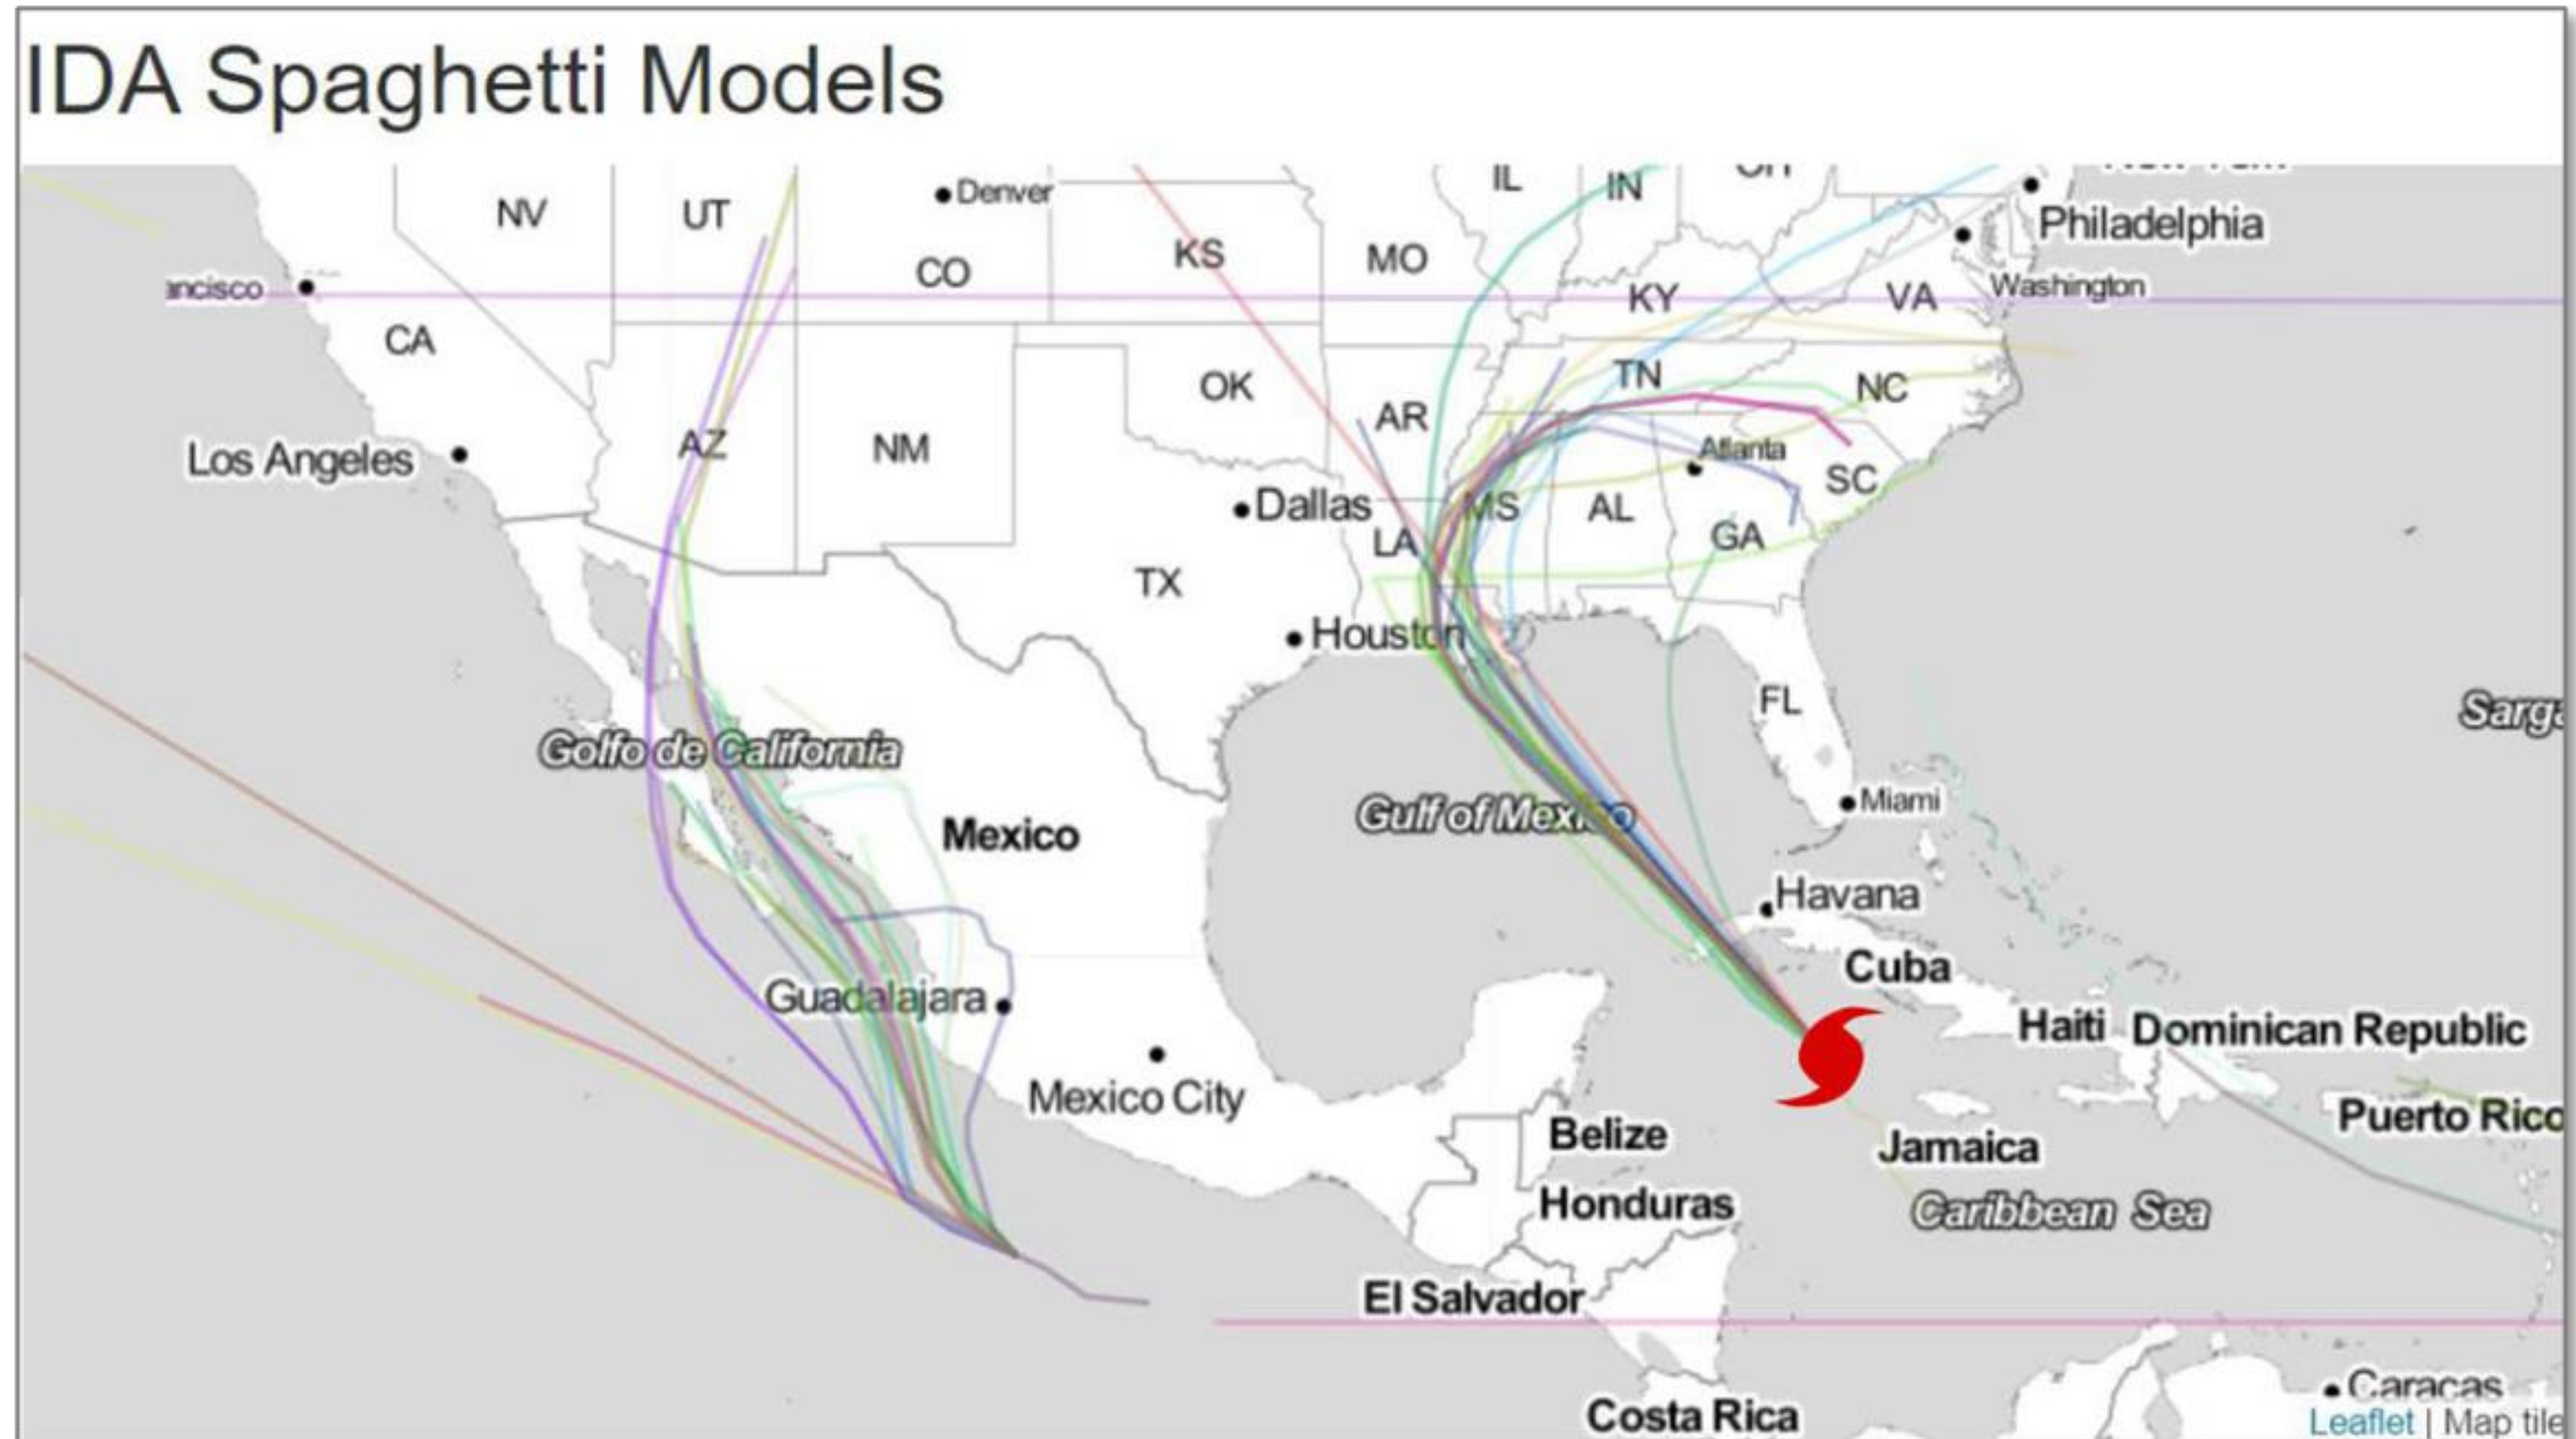 IDA Spaghetti Models
IL
IN
Denver
NV
UT
KS
MO
CO
Philadelphia
ancisco
KY
VA
Washington
CA
TN
OK
NC
AR
Los Angeles
AZ
NM
Atlanta
SC
Dallas
MS
AL
LA
GA
TX
Houston
FL
Sarga
Golfo de California
Miami
Gulf of Mexico
Mexico
Havana
Cuba
Guadalajara
Haiti
Dominican Republic
Mexico City
Puerto Rico
Belize
Jamaica
Honduras
Caribbean Sea
El Salvador
Caracas
Costa Rica
Leaflet | Map tile